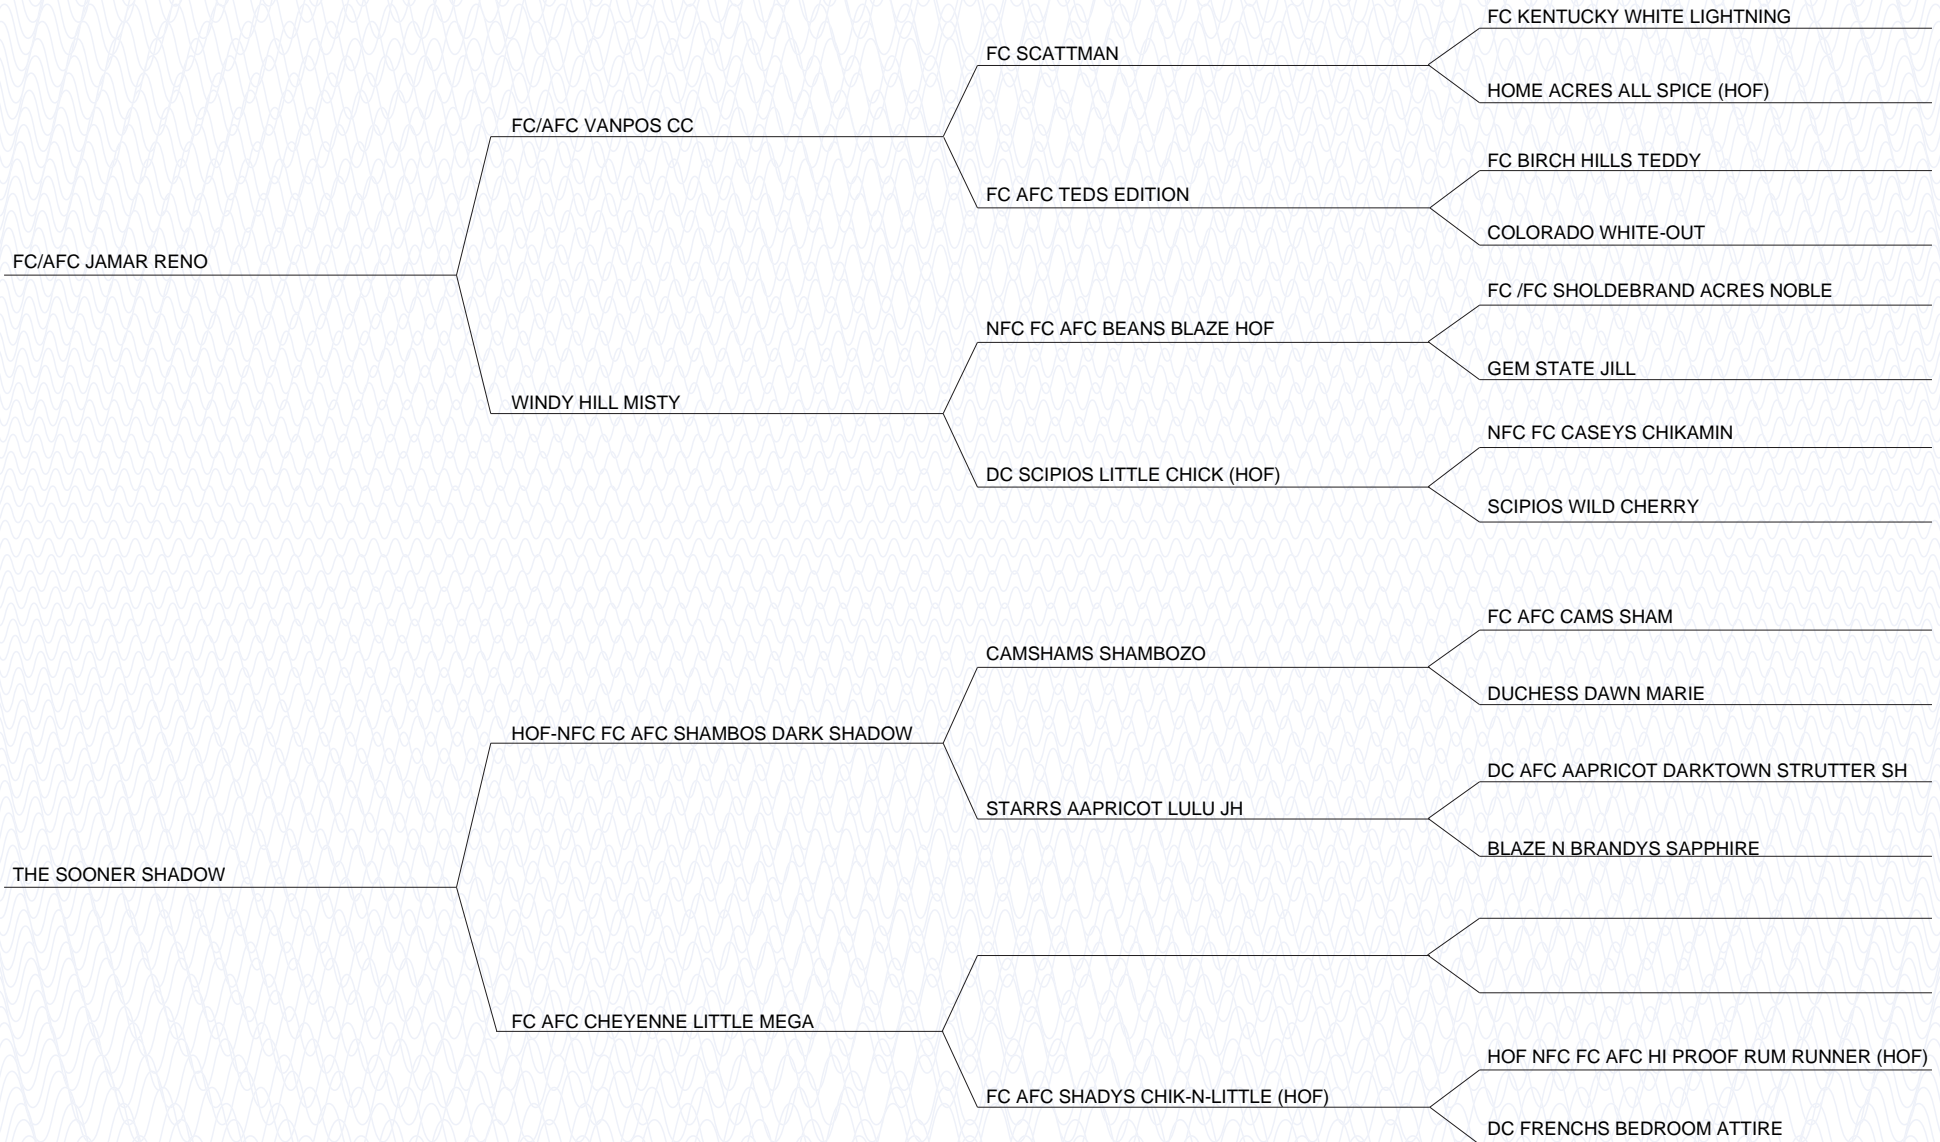 FC KENTUCKY WHITE LIGHTNING
FC SCATTMAN
HOME ACRES ALL SPICE (HOF)
FC/AFC VANPOS CC
FC BIRCH HILLS TEDDY
FC AFC TEDS EDITION
COLORADO WHITE-OUT
FC/AFC JAMAR RENO
FC /FC SHOLDEBRAND ACRES NOBLE
NFC FC AFC BEANS BLAZE HOF
GEM STATE JILL
WINDY HILL MISTY
NFC FC CASEYS CHIKAMIN
DC SCIPIOS LITTLE CHICK (HOF)
SCIPIOS WILD CHERRY
FC AFC CAMS SHAM
CAMSHAMS SHAMBOZO
DUCHESS DAWN MARIE
HOF-NFC FC AFC SHAMBOS DARK SHADOW
DC AFC AAPRICOT DARKTOWN STRUTTER SH
STARRS AAPRICOT LULU JH
BLAZE N BRANDYS SAPPHIRE
THE SOONER SHADOW
FC AFC CHEYENNE LITTLE MEGA
HOF NFC FC AFC HI PROOF RUM RUNNER (HOF)
FC AFC SHADYS CHIK-N-LITTLE (HOF)
DC FRENCHS BEDROOM ATTIRE